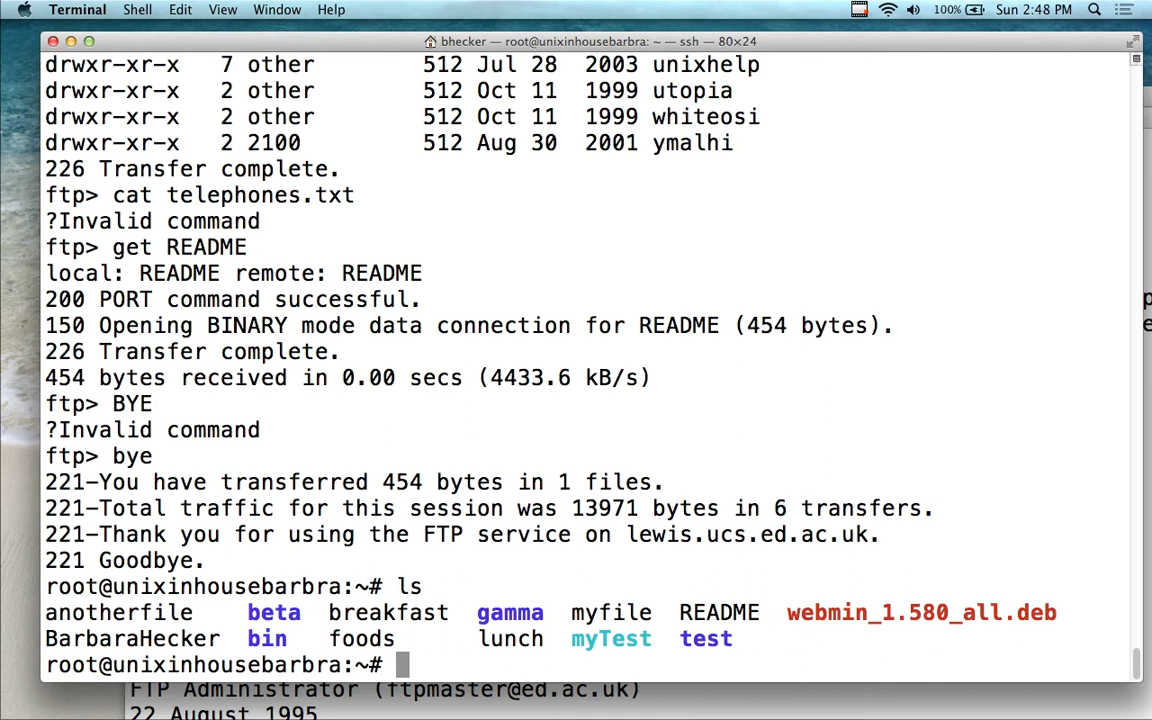 Terminal Shell Edit View Window Help 100% Sun 2:48 PM
bhecker — root@unixinhousebarbra: ~ — ssh — 80×24
drwxr-xr-x   7 other        512 Jul 28  2003 unixhelp
drwxr-xr-x   2 other        512 Oct 11  1999 utopia
drwxr-xr-x   2 other        512 Oct 11  1999 whiteosi
drwxr-xr-x   2 2100         512 Aug 30  2001 ymalhi
226 Transfer complete.
ftp> cat telephones.txt
?Invalid command
ftp> get README
local: README remote: README
200 PORT command successful.
150 Opening BINARY mode data connection for README (454 bytes).
226 Transfer complete.
454 bytes received in 0.00 secs (4433.6 kB/s)
ftp> BYE
?Invalid command
ftp> bye
221-You have transferred 454 bytes in 1 files.
221-Total traffic for this session was 13971 bytes in 6 transfers.
221-Thank you for using the FTP service on lewis.ucs.ed.ac.uk.
221 Goodbye.
root@unixinhousebarbra:~# ls
anotherfile    beta  breakfast  gamma  myfile  README  webmin_1.580_all.deb
BarbaraHecker  bin   foods      lunch  myTest  test
root@unixinhousebarbra:~#
FTP Administrator (ftpmaster@ed.ac.uk)
22 August 1995